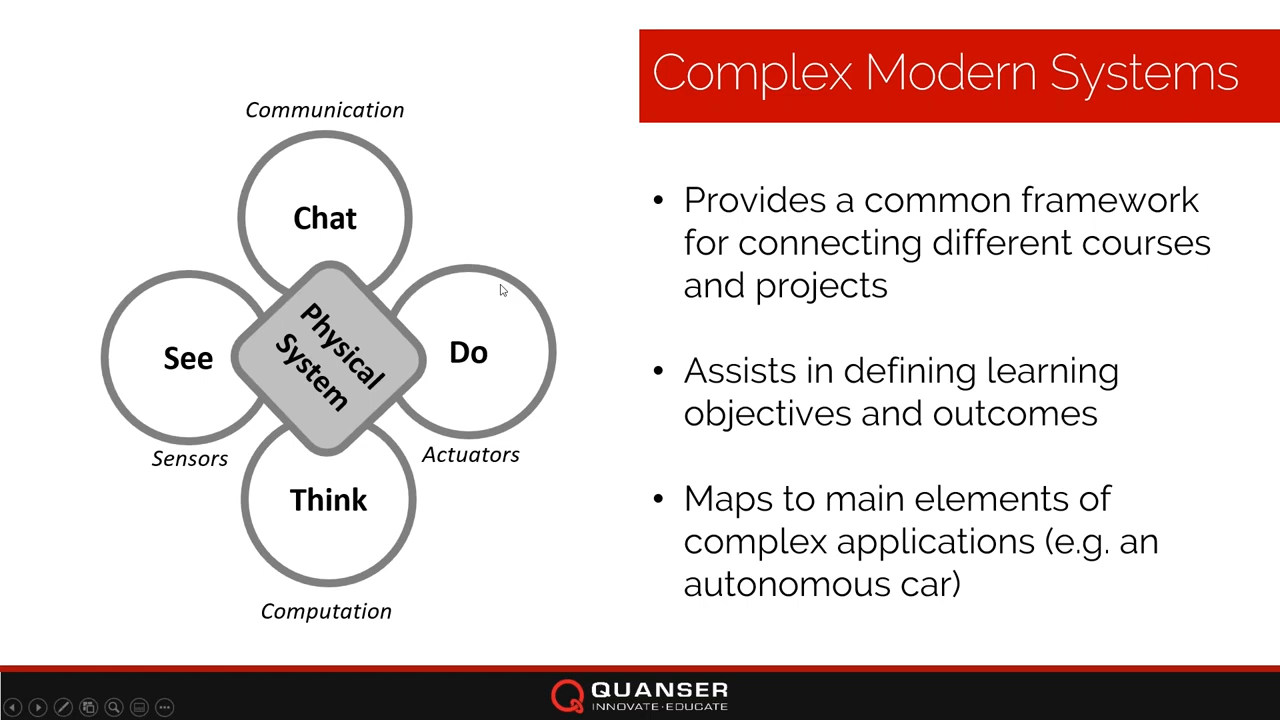 Complex Modern Systems
Communication
Chat
See
Physical
System
Do
Sensors
Actuators
Think
Computation
• Provides a common framework
for connecting different courses
and projects
• Assists in defining learning
objectives and outcomes
• Maps to main elements of
complex applications (e.g. an
autonomous car)
QUANSER
INNOVATE·EDUCATE